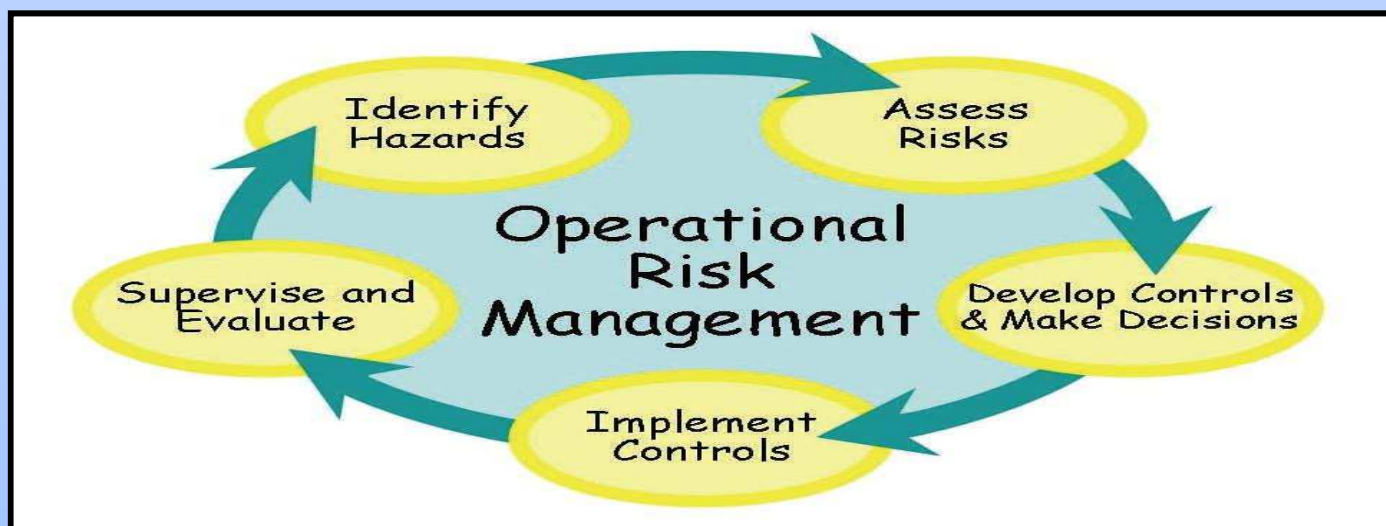 Identify
Hazards
Assess
Risks
Operational
Risk
Management
Develop Controls
& Make Decisions
Implement
Controls
Supervise and
Evaluate